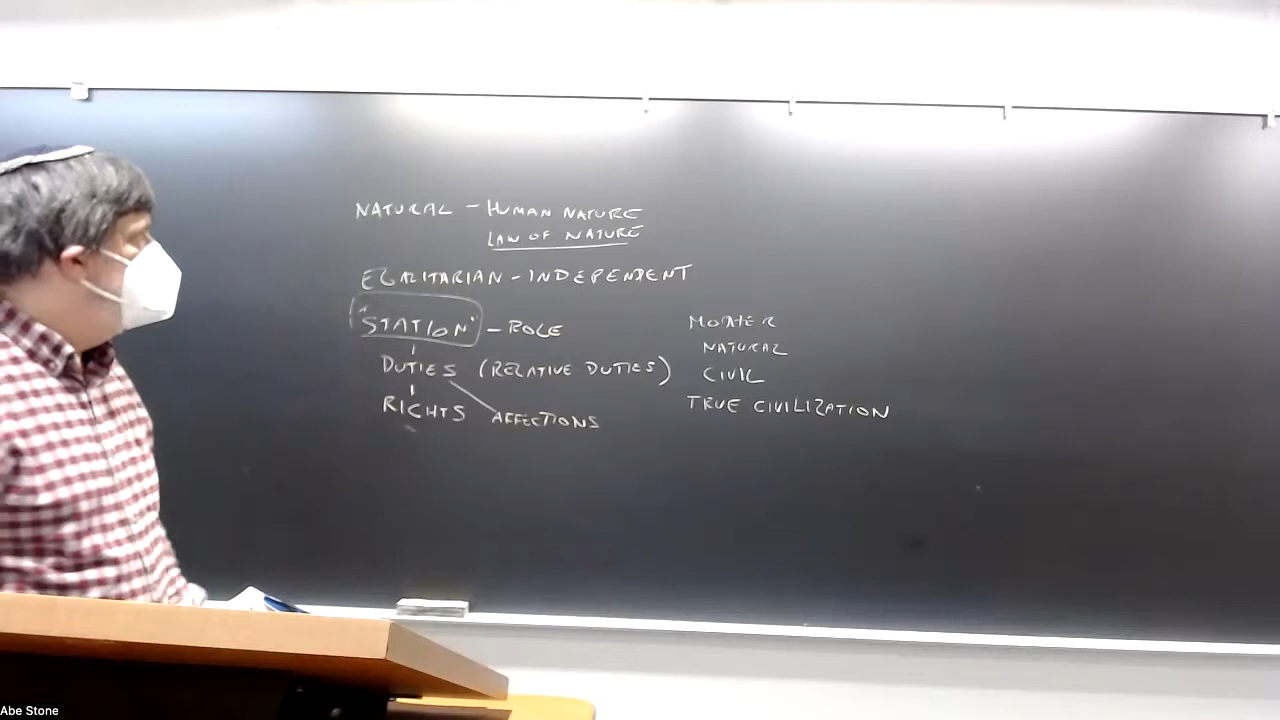 NATURAL - HUMAN NATURE
LAW OF NATURE
EGALITARIAN - INDEPENDENT
"STATION" - ROLE
DUTIES (RELATIVE DUTIES)
RIGHTS
AFFECTIONS
MOTHER
NATURAL
CIVIL
TRUE CIVILIZATION
Abe Stone